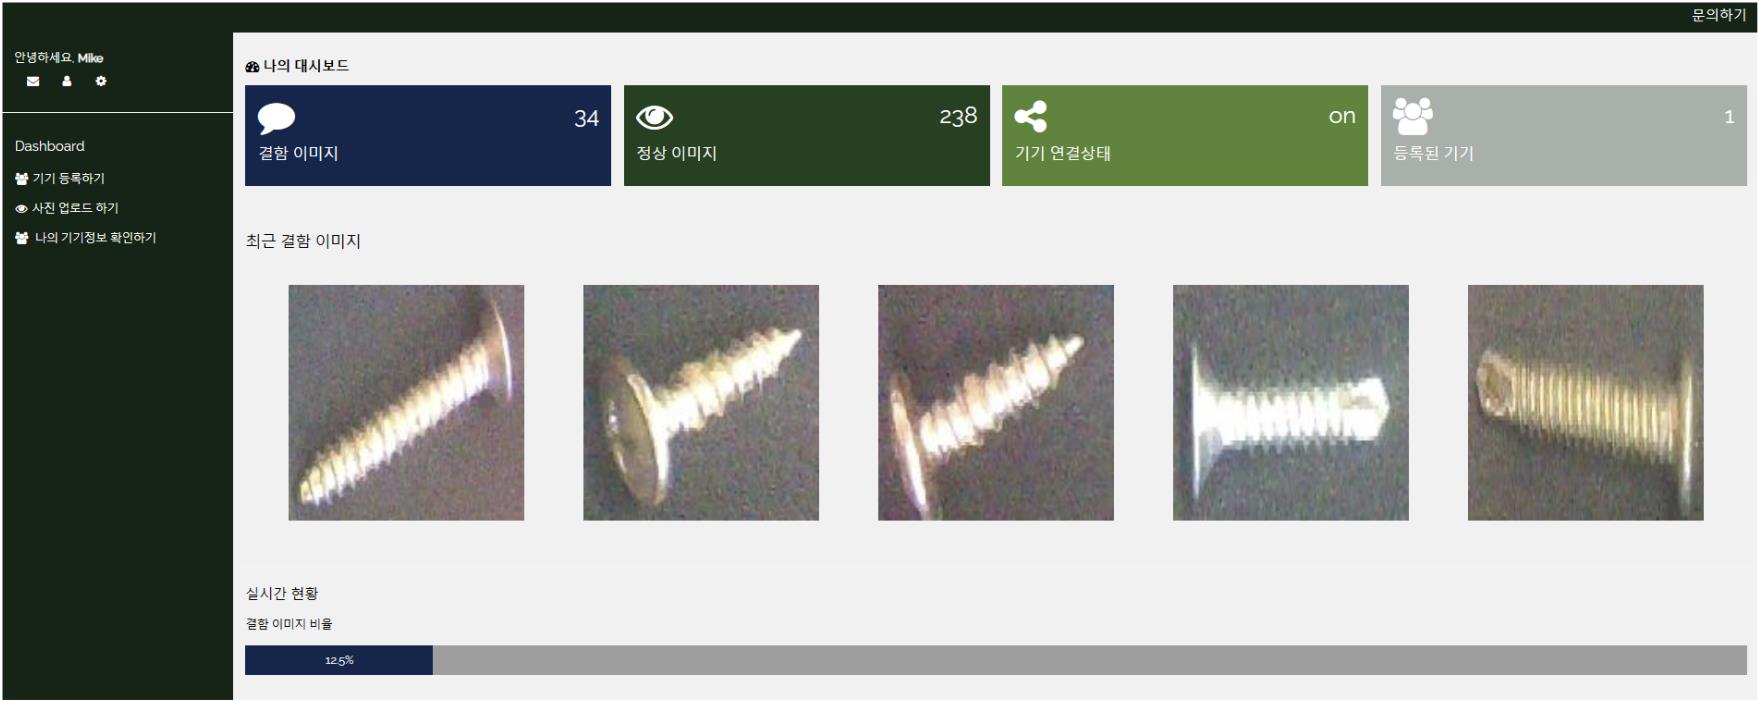 문의하기
안녕하세요, Mike
Dashboard
기기 등록하기
사진 업로드 하기
나의 기기정보 확인하기
나의 대시보드
34
결함 이미지
238
정상 이미지
on
기기 연결상태
1
등록된 기기
최근 결함 이미지
실시간 현황
결함 이미지 비율
12.5%